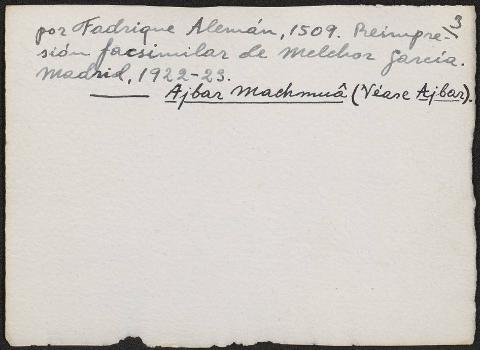 3
por Fadrique Alemán, 1509. Reimpre-
sión facsimilar de Melchor García.
Madrid, 1922-23.
——— Ajbar Machmuâ (Véase Ajbar).